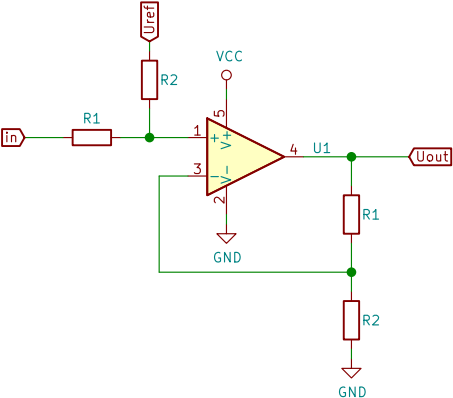 Uref
R2
VCC
R1
in
1
+
5
V+
4
U1
Uout
3
-
V-
2
R1
GND
R2
GND